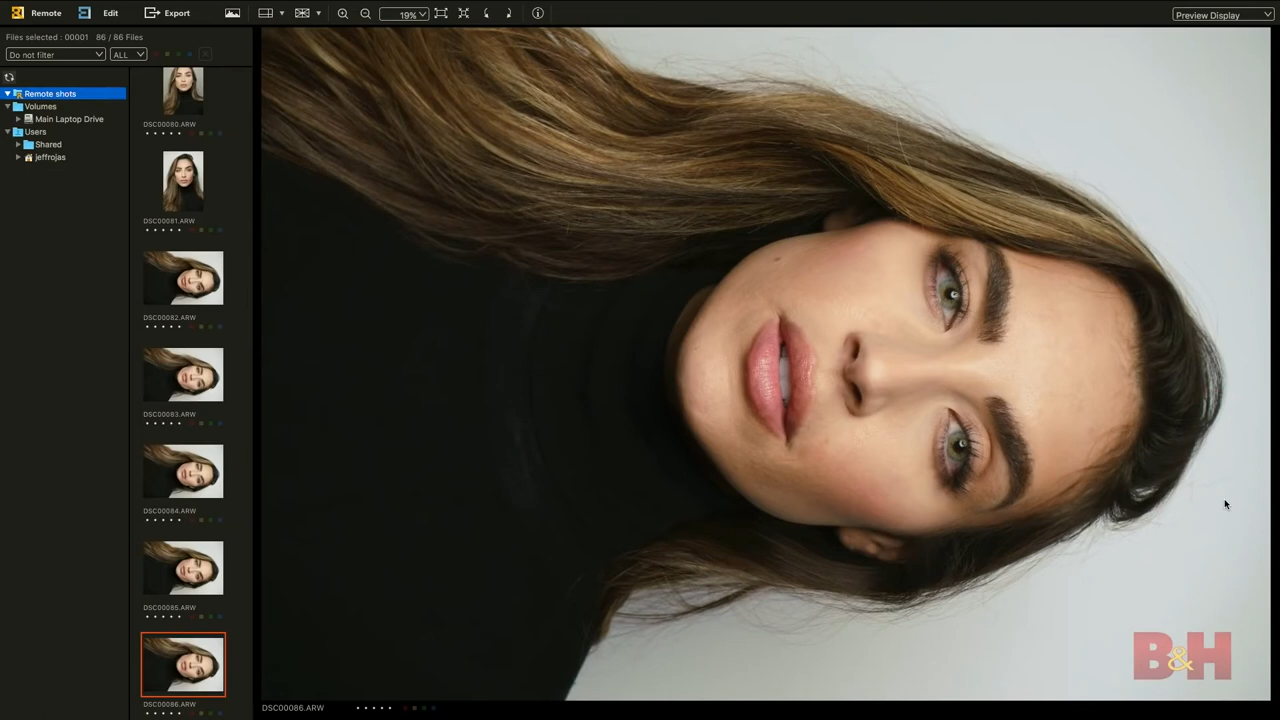 Remote
Edit
Export
19%
Preview Display
Files selected : 00001 86 / 86 Files
Do not filter
ALL
Remote shots
Volumes
Main Laptop Drive
Users
Shared
jeffrojas
DSC00080.ARW
DSC00081.ARW
DSC00082.ARW
DSC00083.ARW
DSC00084.ARW
DSC00085.ARW
DSC00086.ARW
DSC00086.ARW
B&H